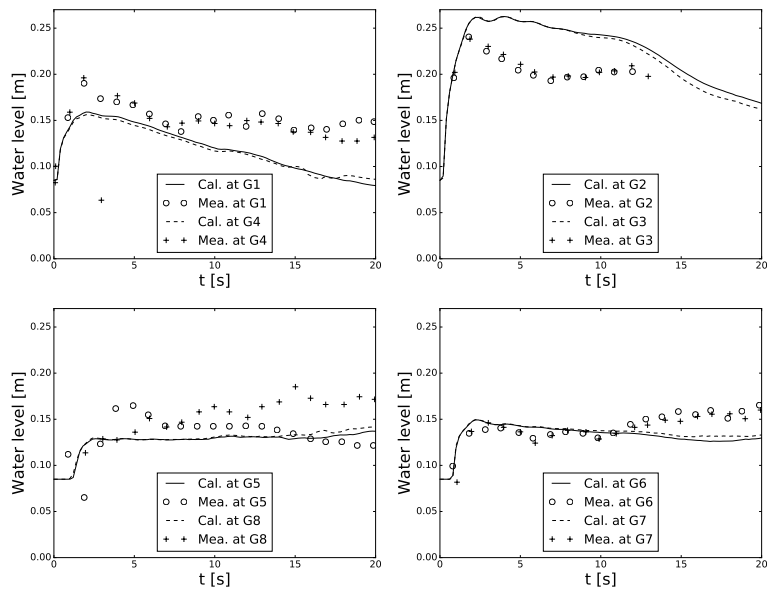 0.25
0.20
0.15
0.10
0.05
0.00
Water level [m]
0 5 10 15 20
t [s]
Cal. at G1
Mea. at G1
Cal. at G4
Mea. at G4
0.25
0.20
0.15
0.10
0.05
0.00
Water level [m]
0 5 10 15 20
t [s]
Cal. at G2
Mea. at G2
Cal. at G3
Mea. at G3
0.25
0.20
0.15
0.10
0.05
0.00
Water level [m]
0 5 10 15 20
t [s]
Cal. at G5
Mea. at G5
Cal. at G8
Mea. at G8
0.25
0.20
0.15
0.10
0.05
0.00
Water level [m]
0 5 10 15 20
t [s]
Cal. at G6
Mea. at G6
Cal. at G7
Mea. at G7